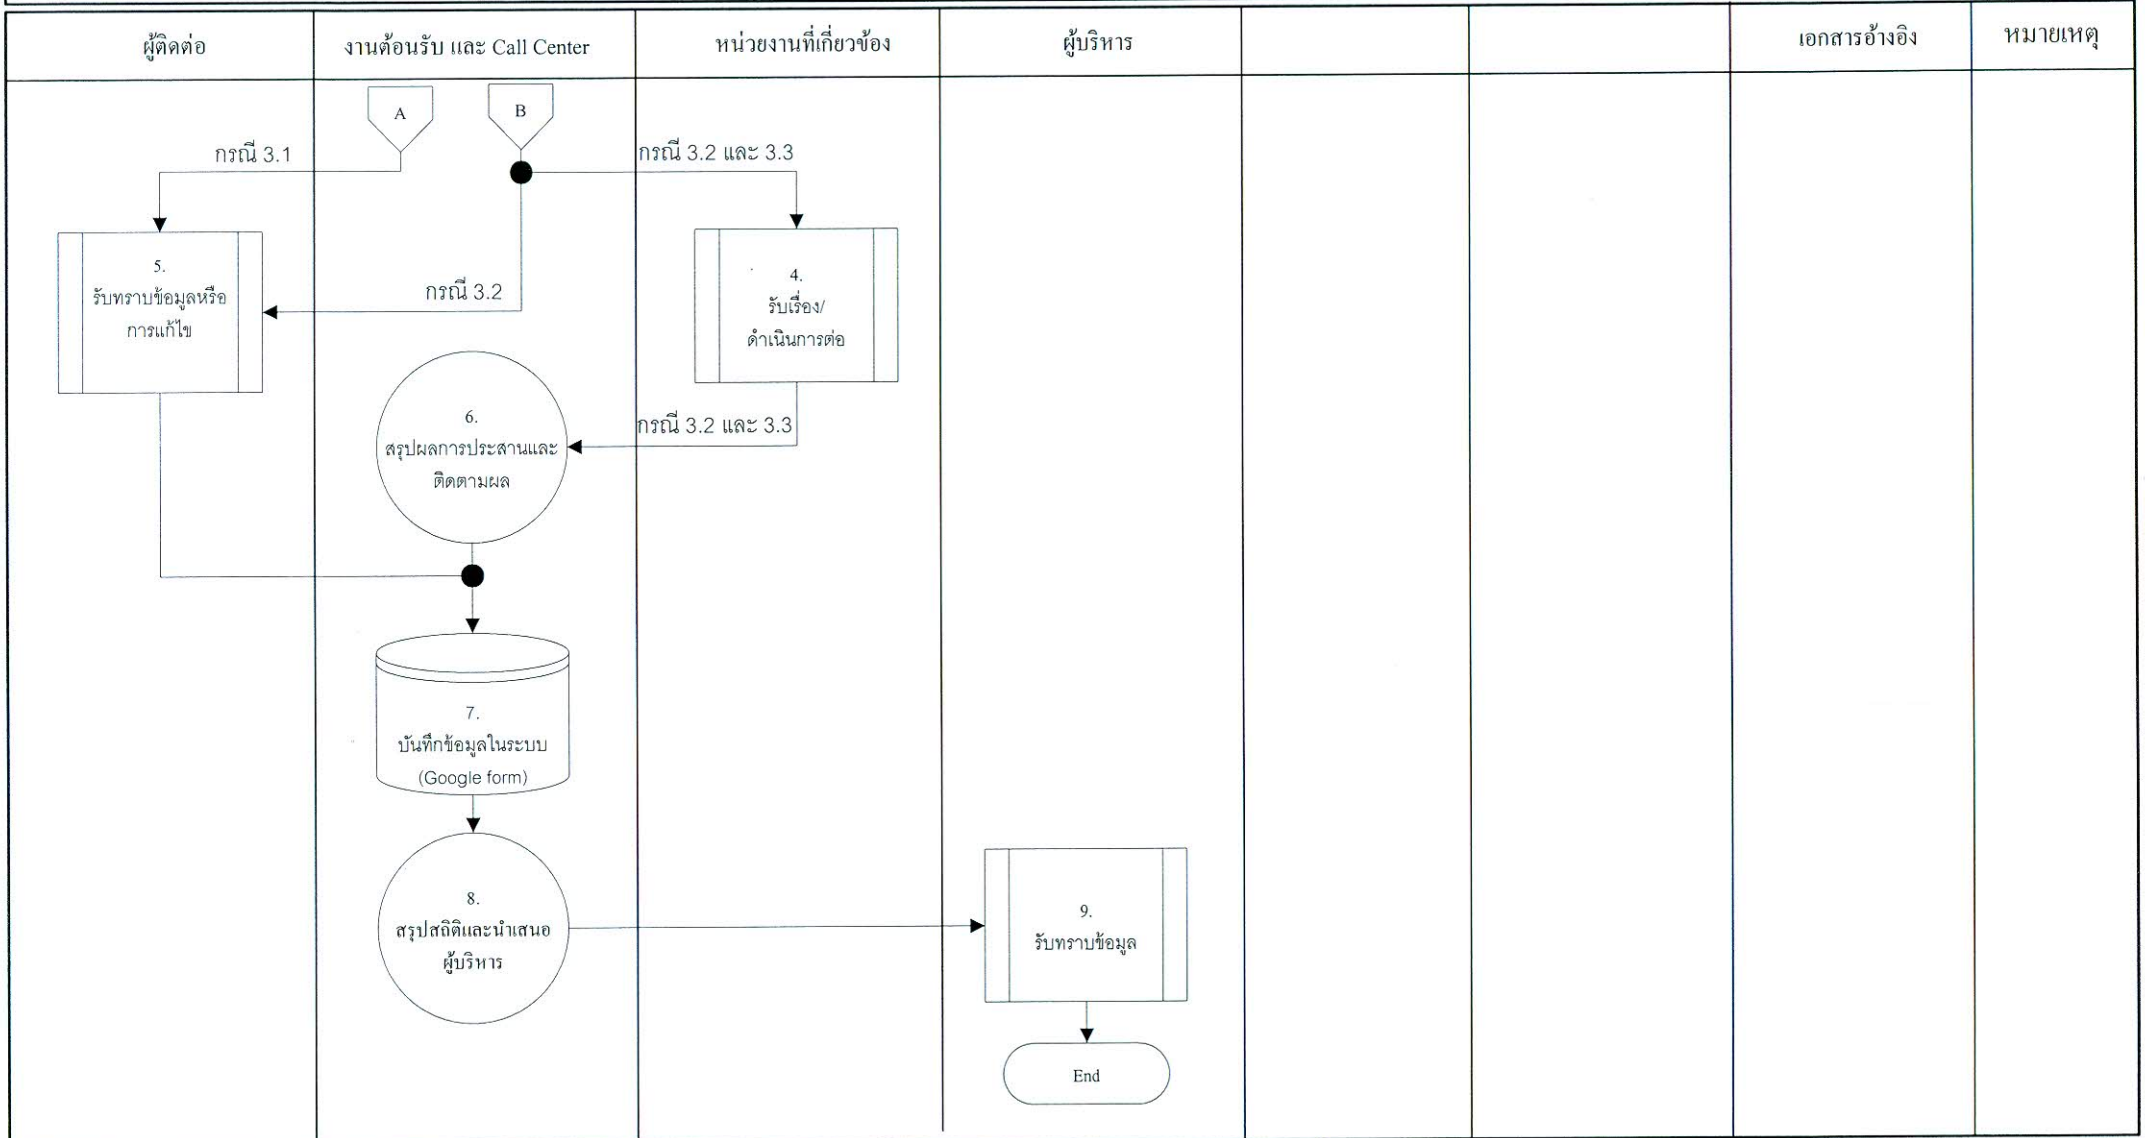 ผู้ติดต่อ
งานต้อนรับ และ Call Center
หน่วยงานที่เกี่ยวข้อง
ผู้บริหาร
เอกสารอ้างอิง
หมายเหตุ
A
B
กรณี 3.1
กรณี 3.2 และ 3.3
5.
รับทราบข้อมูลหรือ
การแก้ไข
กรณี 3.2
4.
รับเรื่อง/
ดำเนินการต่อ
6.
สรุปผลการประสานและ
ติดตามผล
กรณี 3.2 และ 3.3
7.
บันทึกข้อมูลในระบบ
(Google form)
8.
สรุปสถิติและนำเสนอ
ผู้บริหาร
9.
รับทราบข้อมูล
End